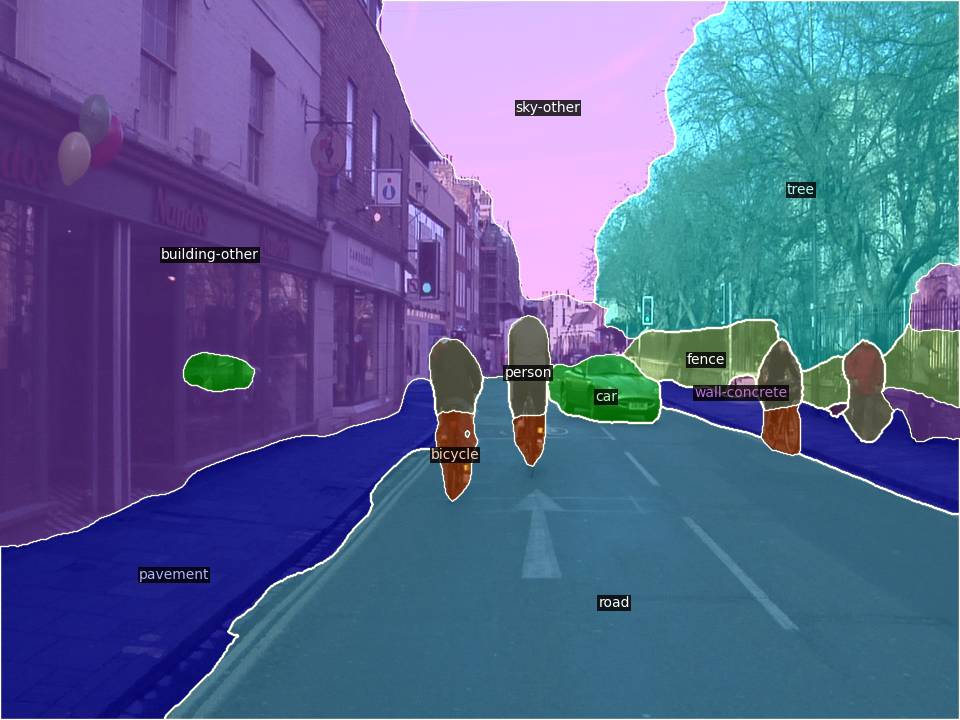 sky-other
tree
Nando's
building-other
fence
person
wall-concrete
car
bicycle
pavement
road